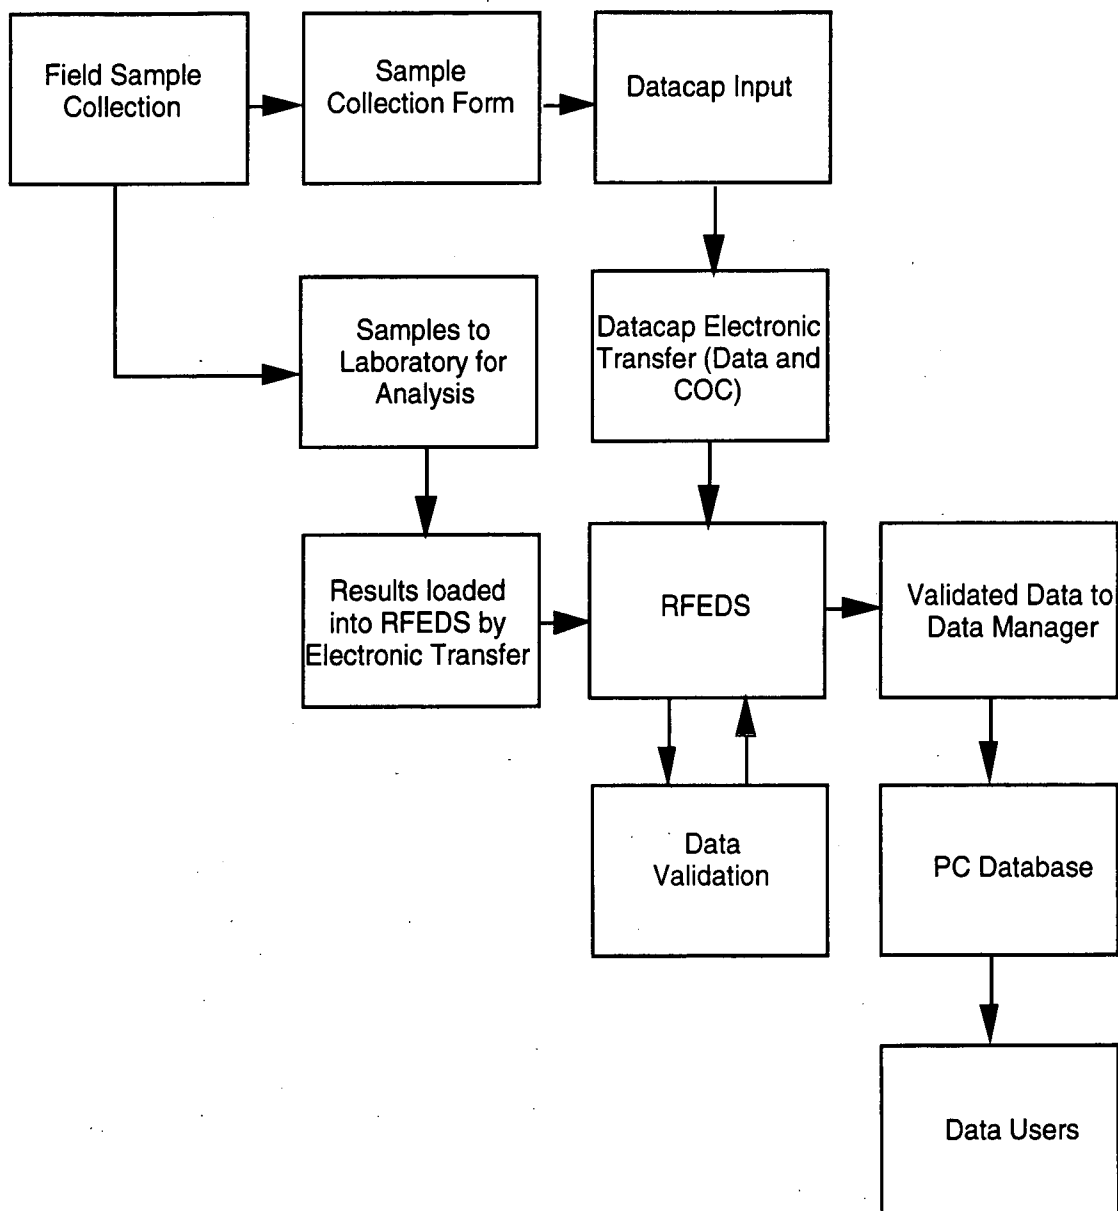 Field Sample
Collection
Sample
Collection Form
Datacap Input
Samples to
Laboratory for
Analysis
Datacap Electronic
Transfer (Data and
COC)
Results loaded
into RFEDS by
Electronic Transfer
RFEDS
Validated Data to
Data Manager
Data
Validation
PC Database
Data Users